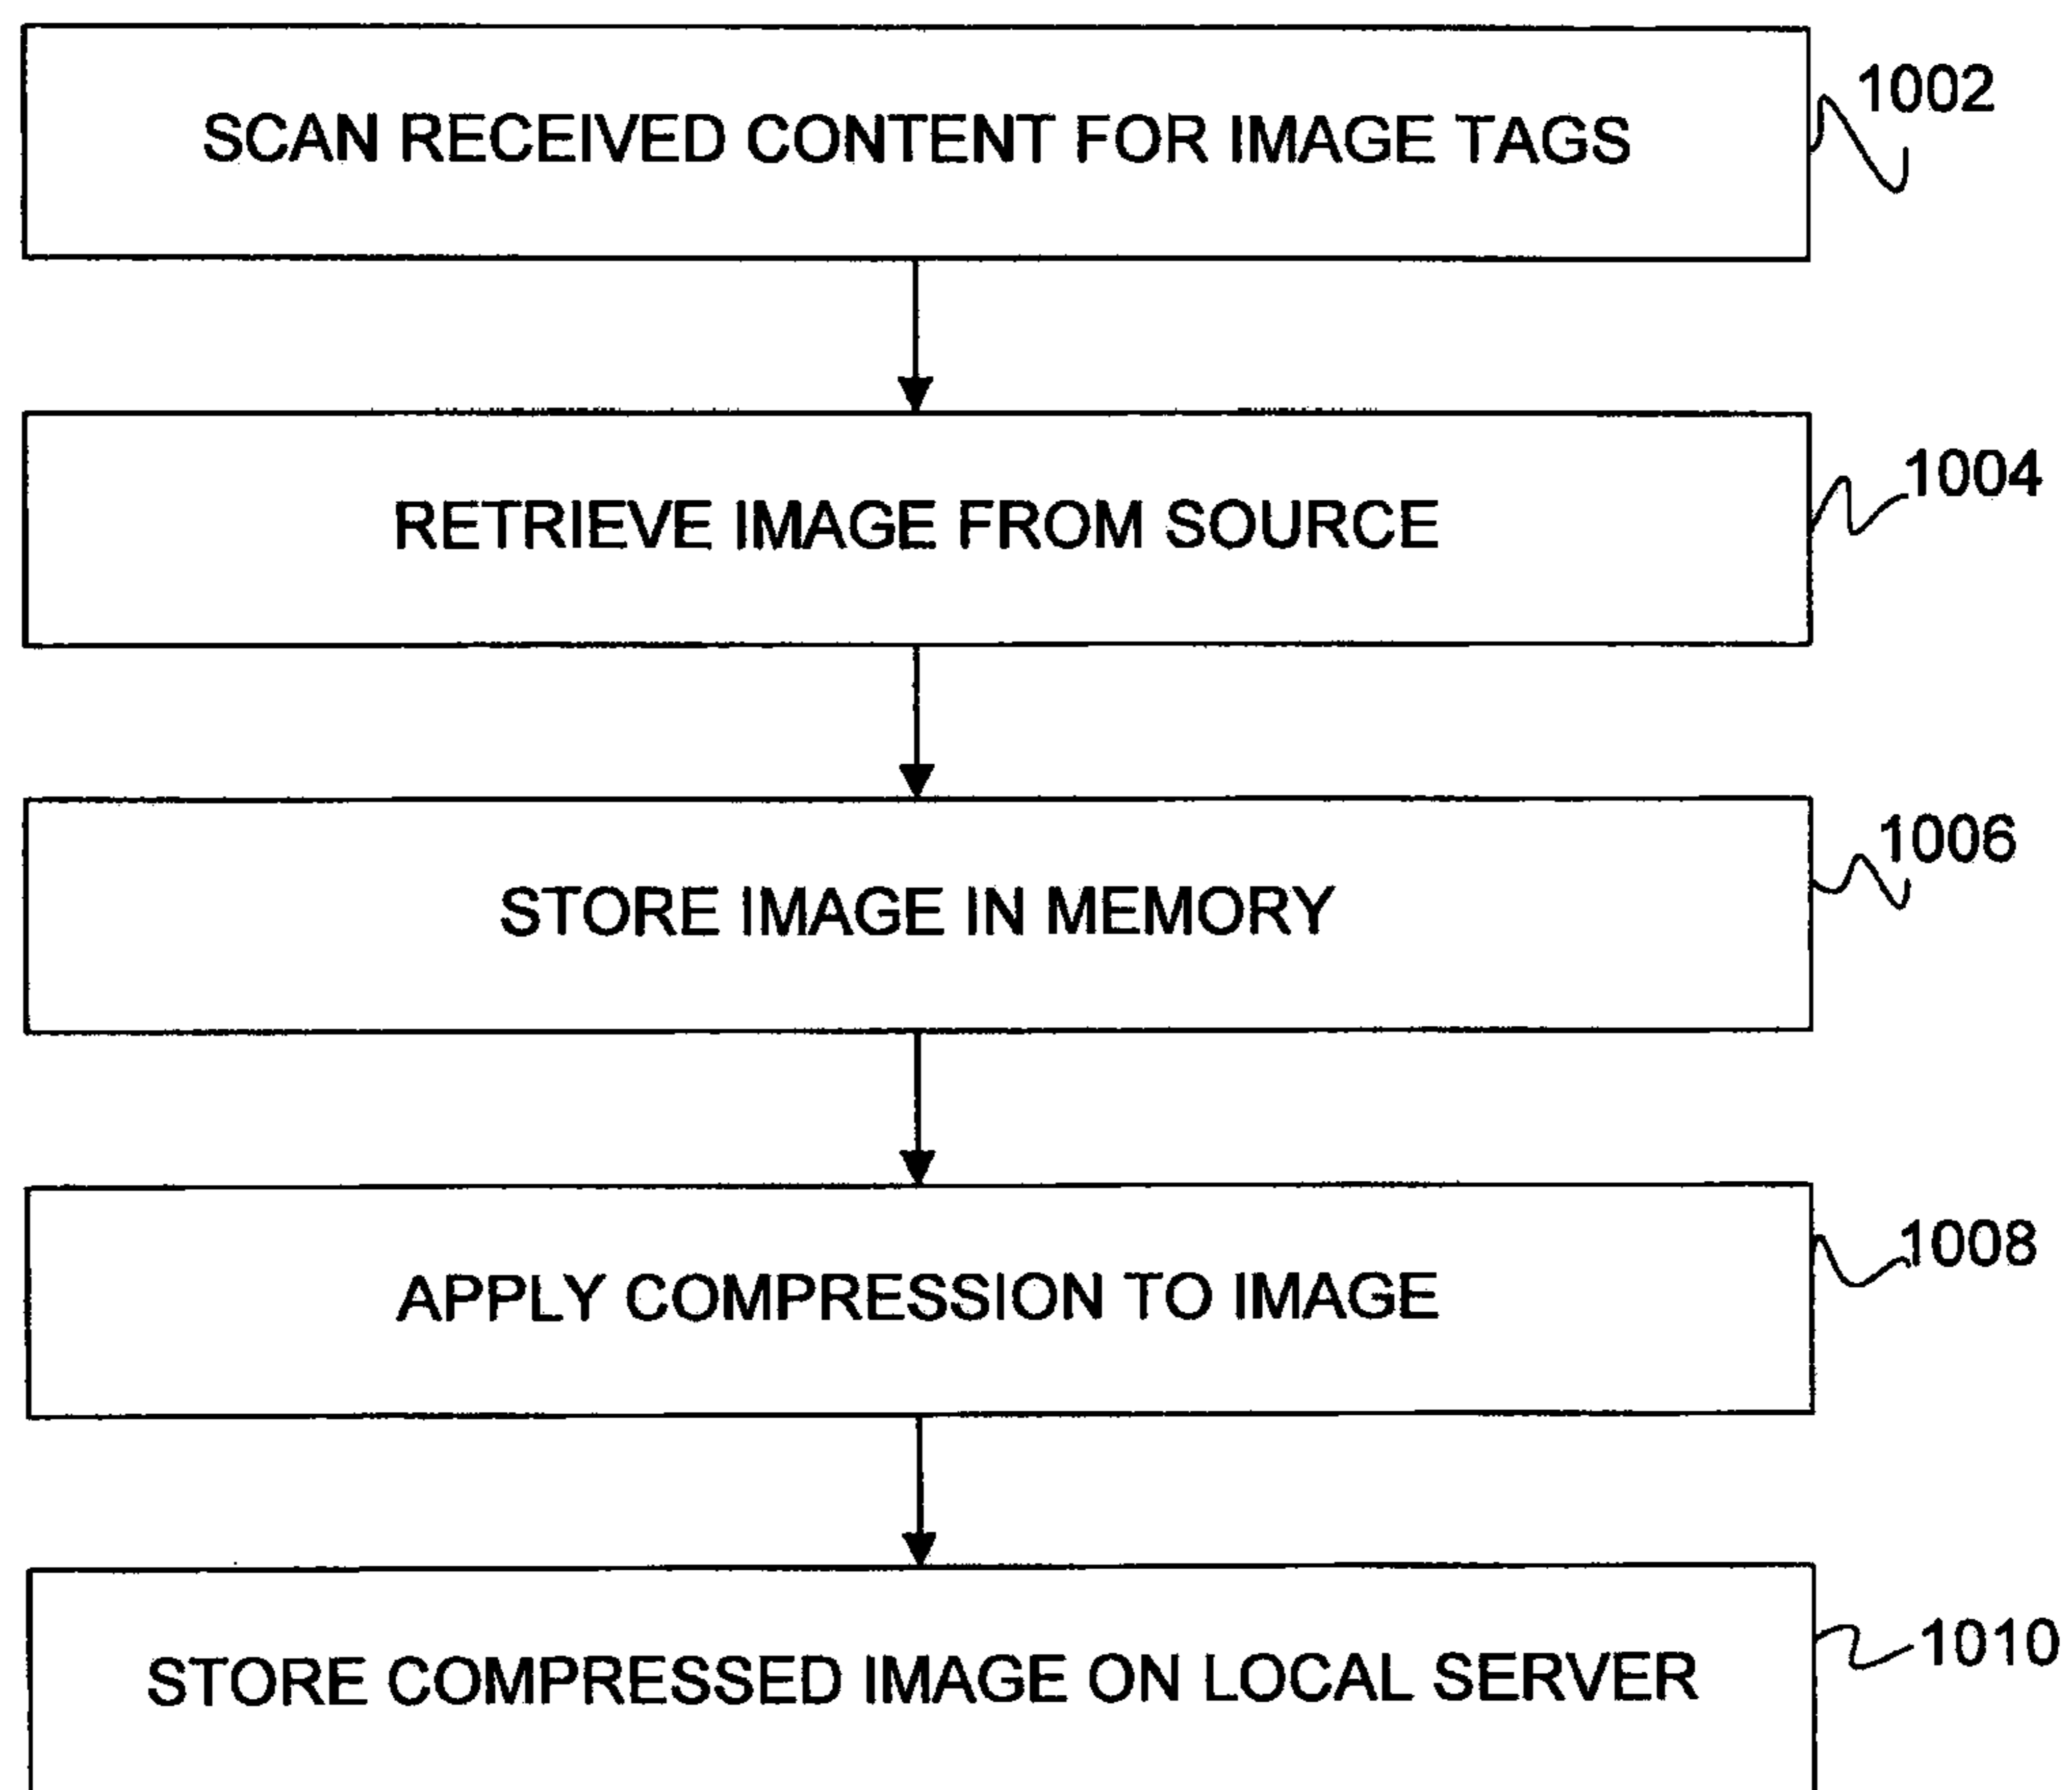 SCAN RECEIVED CONTENT FOR IMAGE TAGS
1002
RETRIEVE IMAGE FROM SOURCE
1004
STORE IMAGE IN MEMORY
1006
APPLY COMPRESSION TO IMAGE
1008
STORE COMPRESSED IMAGE ON LOCAL SERVER
1010